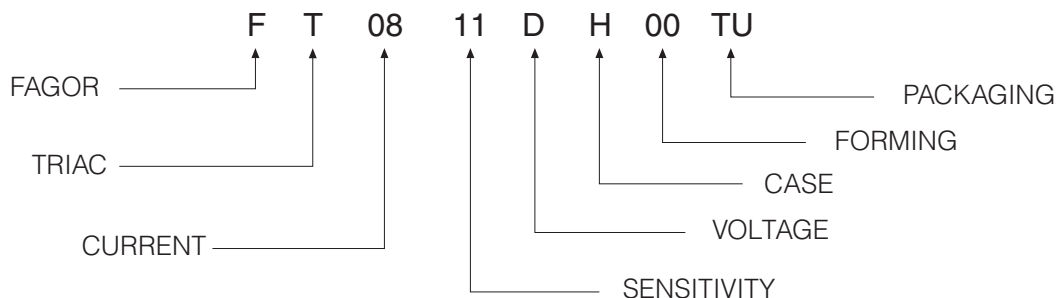 F T 08 11 D H 00 TU
FAGOR
PACKAGING
FORMING
TRIAC
CASE
VOLTAGE
CURRENT
SENSITIVITY